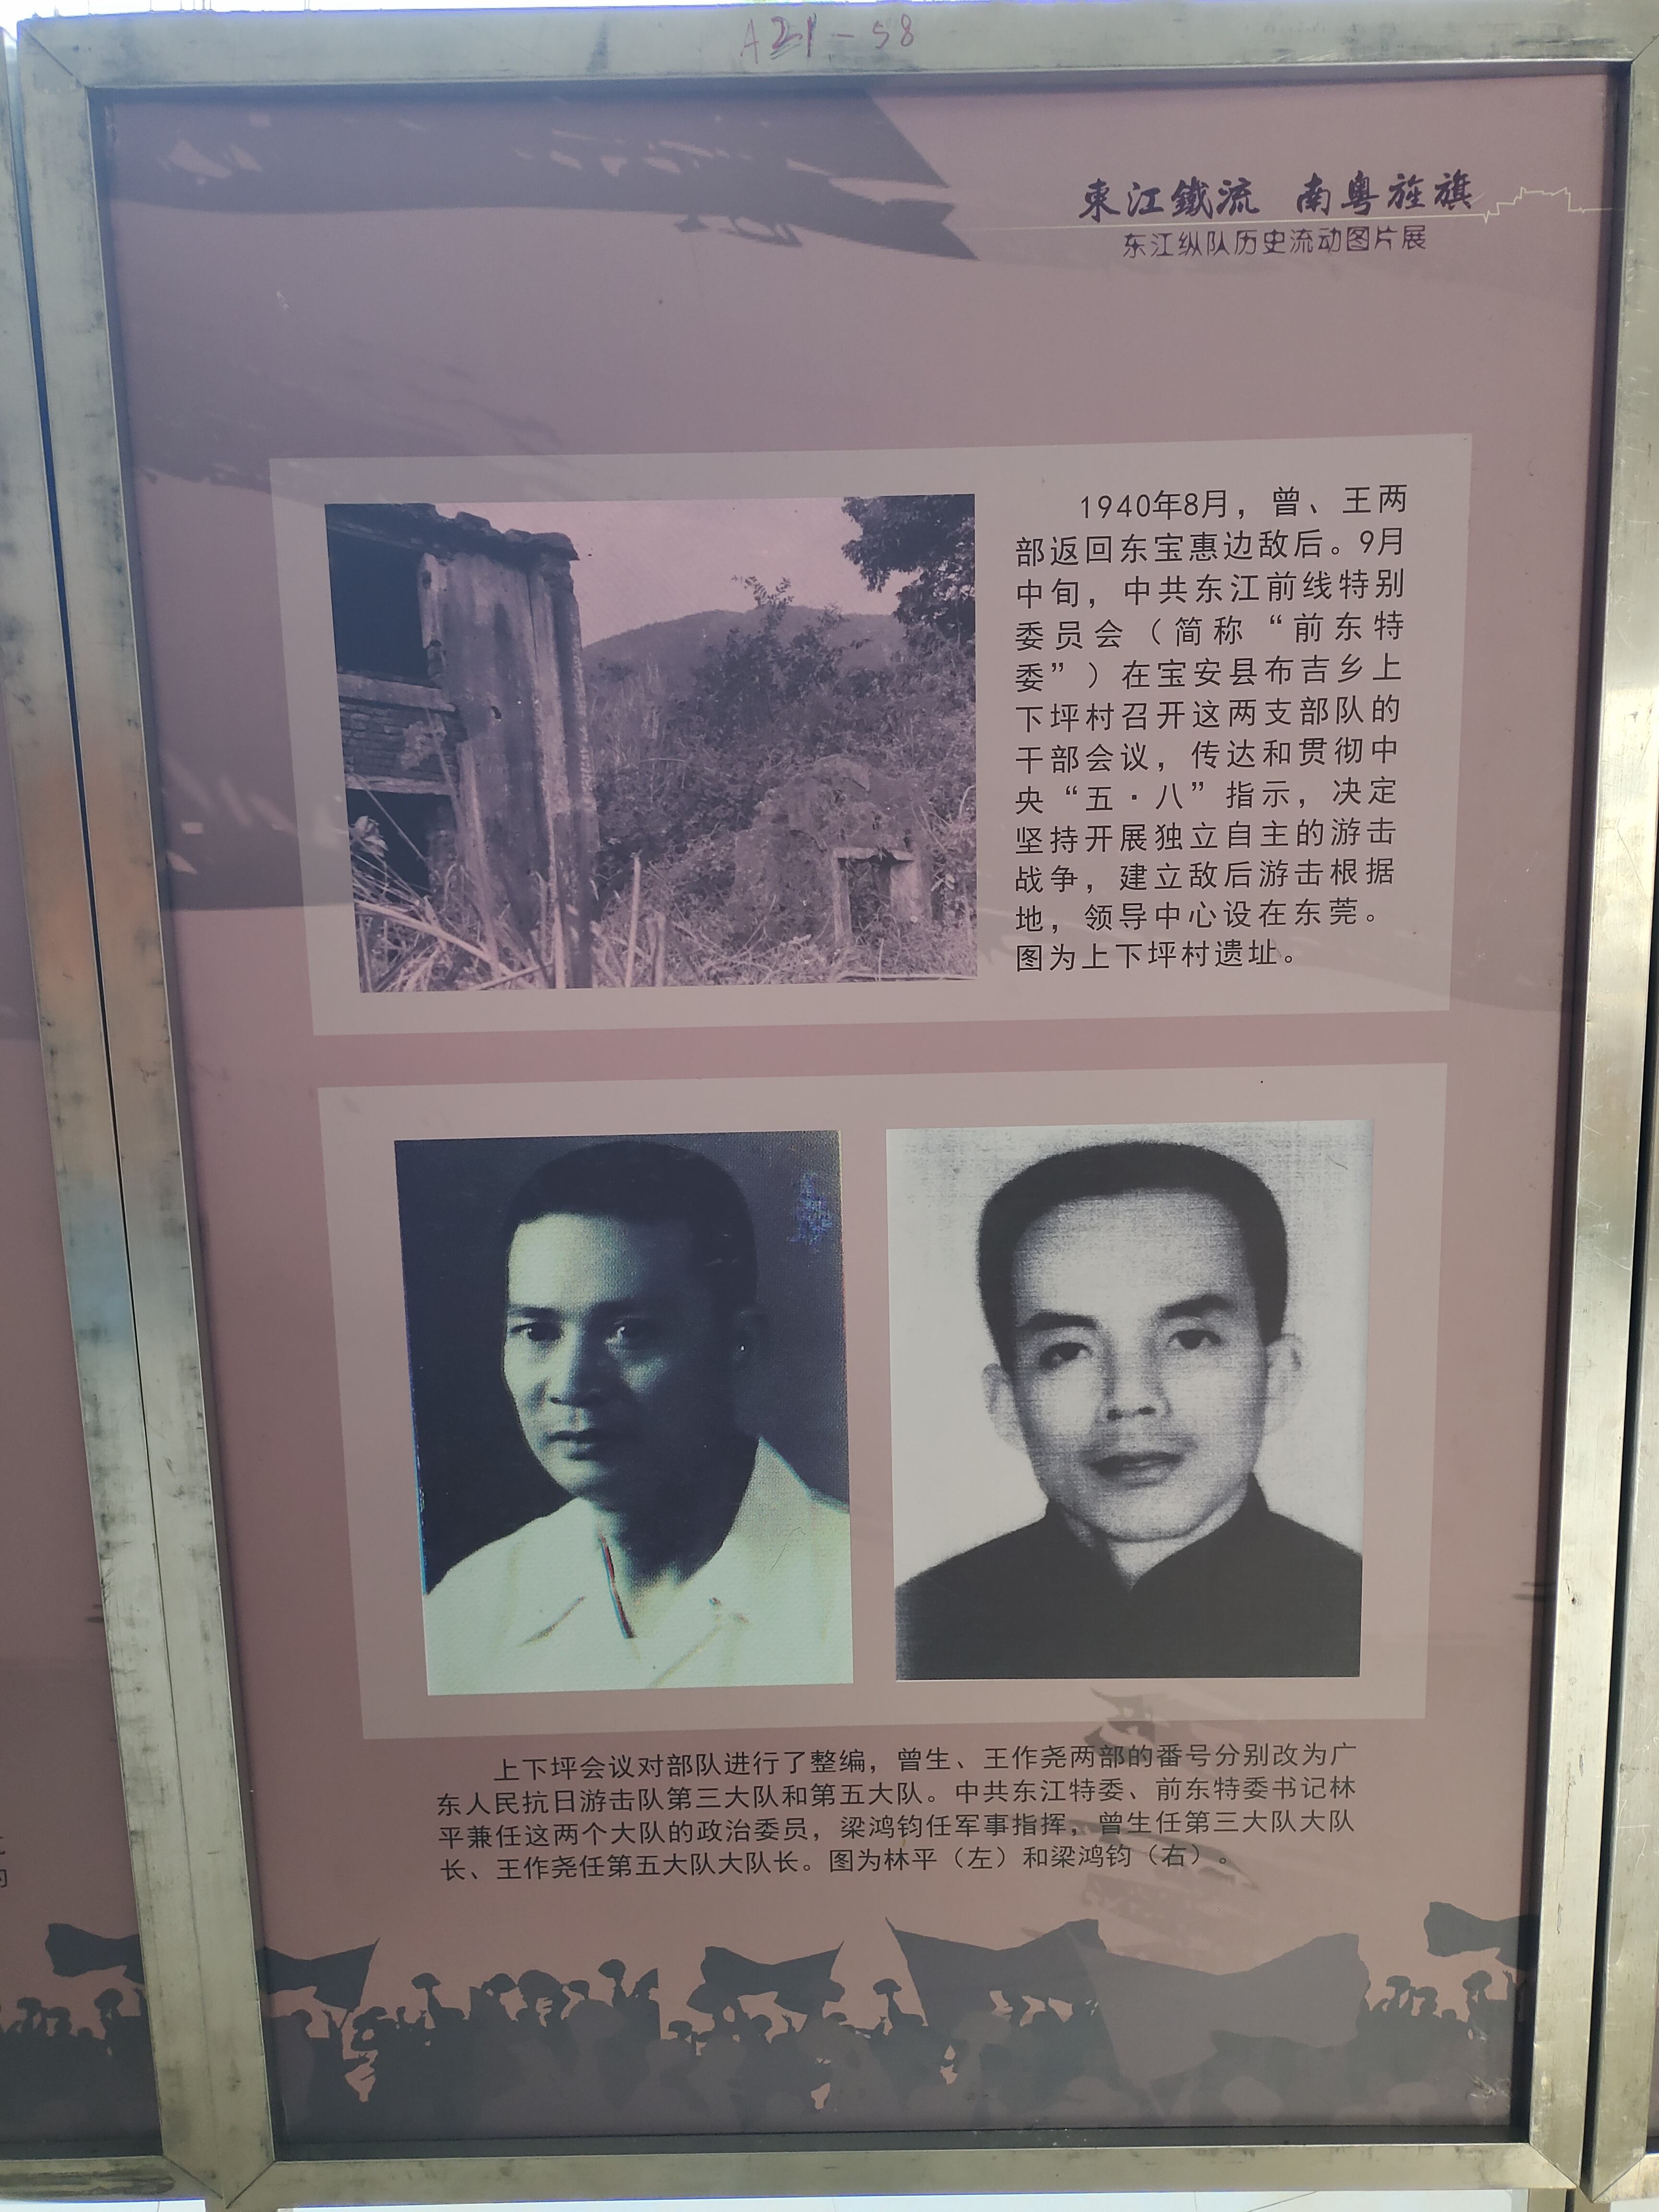 A21-58
東江鐵流 南粵旌旗
东江纵队历史流动图片展
1940年8月，曾、王两
部返回东宝惠边敌后。9月
中旬，中共东江前线特别
委员会（简称“前东特
委”）在宝安县布吉乡上
下坪村召开这两支部队的
干部会议，传达和贯彻中
央“五·八”指示，决定
坚持开展独立自主的游击
战争，建立敌后游击根据
地，领导中心设在东莞。
图为上下坪村遗址。
上下坪会议对部队进行了整编，曾生、王作尧两部的番号分别改为广
东人民抗日游击队第三大队和第五大队。中共东江特委、前东特委书记林
平兼任这两个大队的政治委员，梁鸿钧任军事指挥，曾生任第三大队大队
长、王作尧任第五大队大队长。图为林平（左）和梁鸿钧（右）。